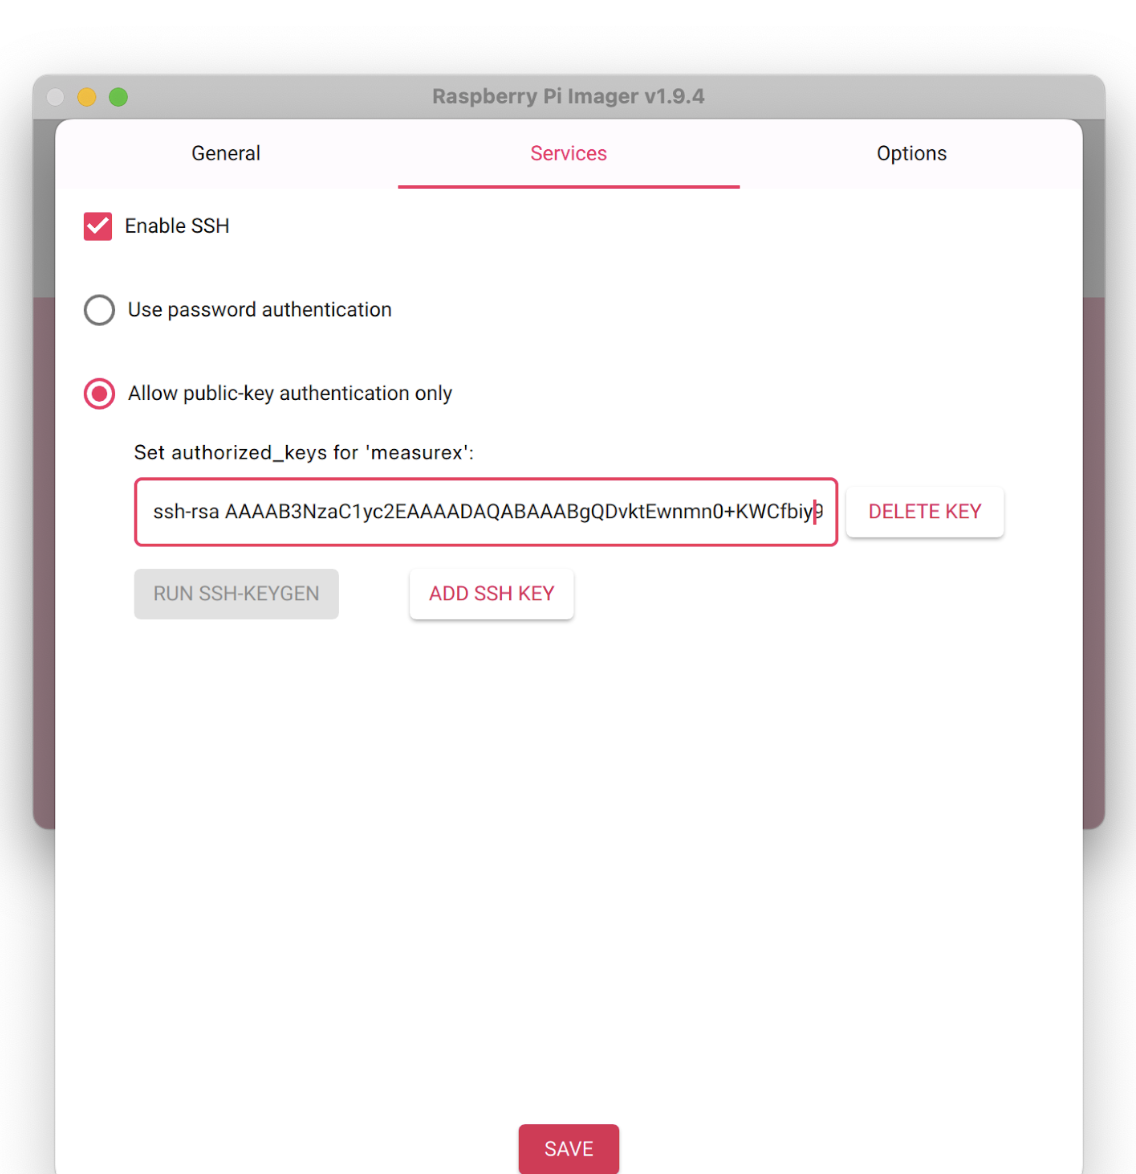 Raspberry Pi Imager v1.9.4
General Services Options
Enable SSH
Use password authentication
Allow public-key authentication only
Set authorized_keys for 'measurex':
ssh-rsa AAAAB3NzaC1yc2EAAAADAQABAAABgQDvktEwnmn0+KWCfbiy9 DELETE KEY
RUN SSH-KEYGEN ADD SSH KEY
SAVE